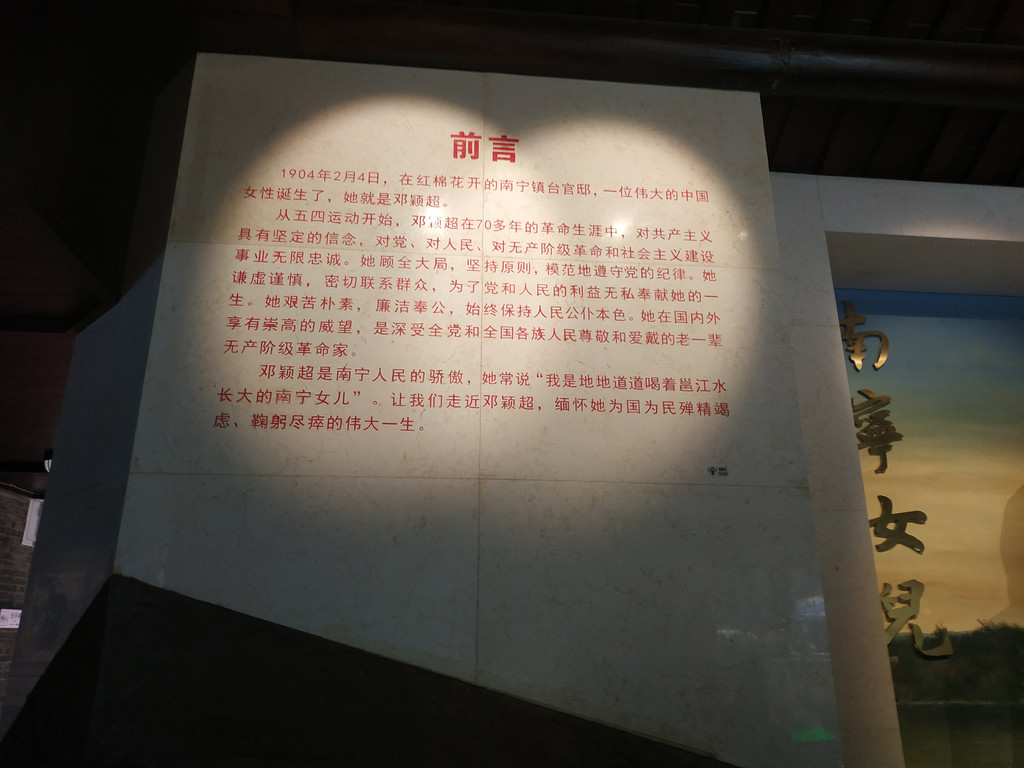 前言
1904年2月4日，在红棉花开的南宁镇台官邸，一位伟大的中国
女性诞生了，她就是邓颖超。
从五四运动开始，邓颖超在70多年的革命生涯中，对共产主义
具有坚定的信念，对党、对人民、对无产阶级革命和社会主义建设
事业无限忠诚。她顾全大局，坚持原则，模范地遵守党的纪律。她
谦虚谨慎，密切联系群众，为了党和人民的利益无私奉献她的一
生。她艰苦朴素，廉洁奉公，始终保持人民公仆本色。她在国内外
享有崇高的威望，是深受全党和全国各族人民尊敬和爱戴的老一辈
无产阶级革命家。
邓颖超是南宁人民的骄傲，她常说“我是地地道道喝着邕江水
长大的南宁女儿”。让我们走近邓颖超，缅怀她为国为民殚精竭
虑、鞠躬尽瘁的伟大一生。
南寧女兒